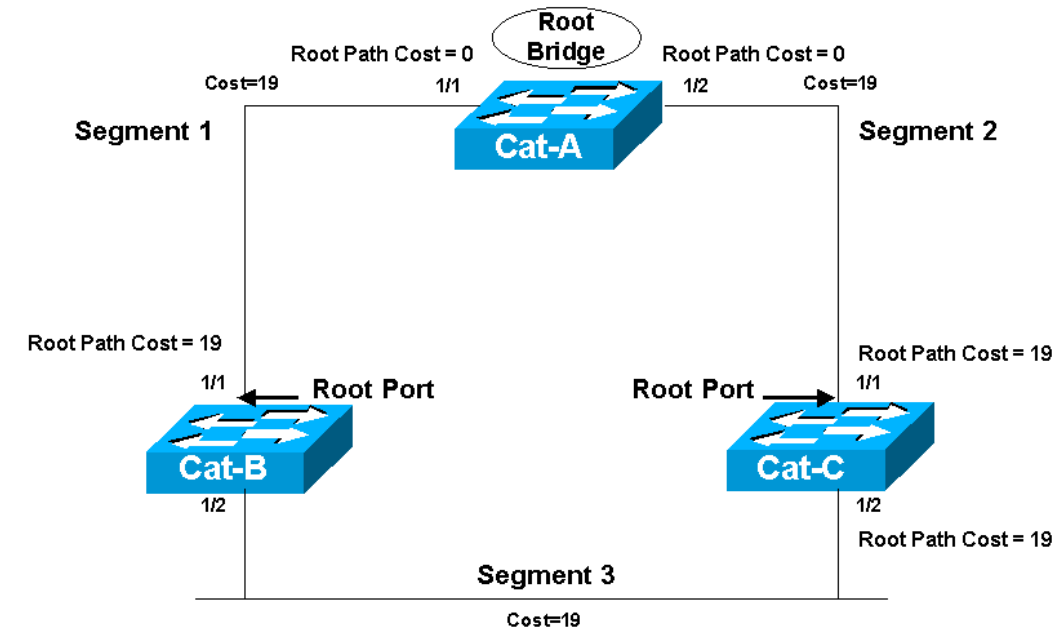 Root
Bridge
Root Path Cost = 0
Root Path Cost = 0
Cost=19
1/1
1/2
Cost=19
Segment 1
Segment 2
Cat-A
Root Path Cost = 19
Root Path Cost = 19
1/1
Root Port
Root Port
1/1
Cat-B
Cat-C
1/2
1/2
Root Path Cost = 19
Segment 3
Cost=19